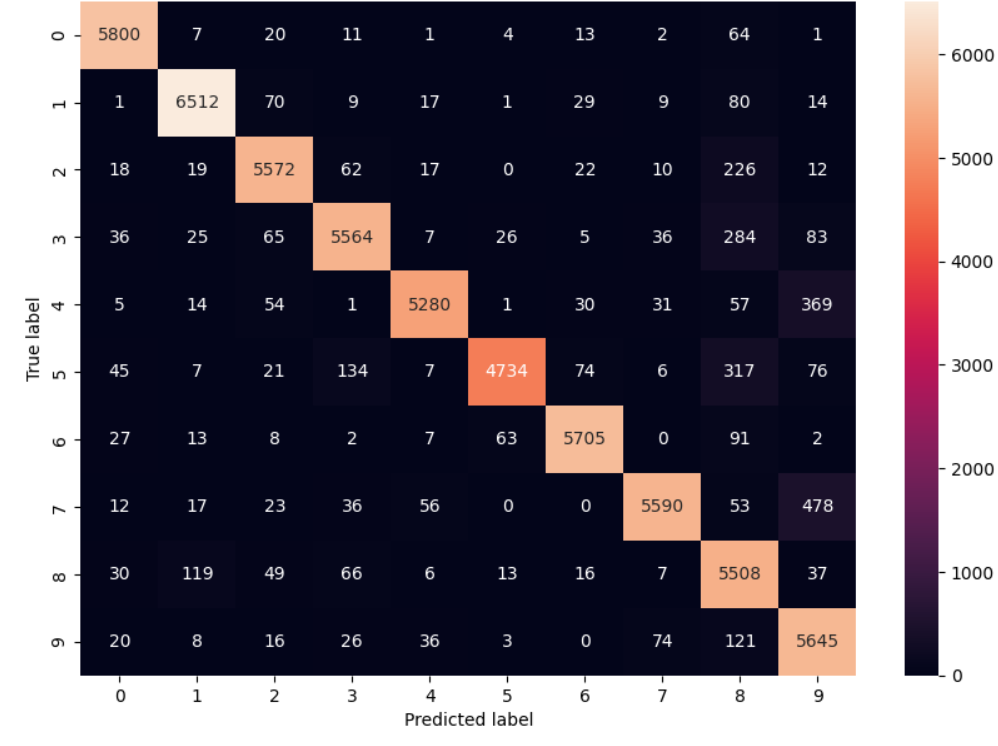 0 5800 7 20 11 1 4 13 2 64 1
1 1 6512 70 9 17 1 29 9 80 14
2 18 19 5572 62 17 0 22 10 226 12
3 36 25 65 5564 7 26 5 36 284 83
4 5 14 54 1 5280 1 30 31 57 369
5 45 7 21 134 7 4734 74 6 317 76
6 27 13 8 2 7 63 5705 0 91 2
7 12 17 23 36 56 0 0 5590 53 478
8 30 119 49 66 6 13 16 7 5508 37
9 20 8 16 26 36 3 0 74 121 5645
0 1 2 3 4 5 6 7 8 9
Predicted label
True label
6000
5000
4000
3000
2000
1000
0